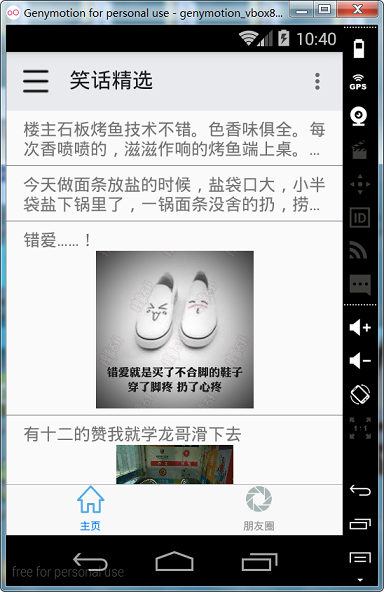 Genymotion for personal use - genymotion_vbox8...
10:40
笑话精选
GPS
楼主石板烤鱼技术不错。色香味俱全。每
次香喷喷的，滋滋作响的烤鱼端上桌。...
今天做面条放盐的时候，盐袋口大，小半
袋盐下锅里了，一锅面条没舍的扔，捞...
ID
错爱……！
错爱就是买了不合脚的鞋子
穿了脚疼 扔了心疼
1:1
有十二的赞我就学龙哥滑下去
主页
朋友圈
free for personal use